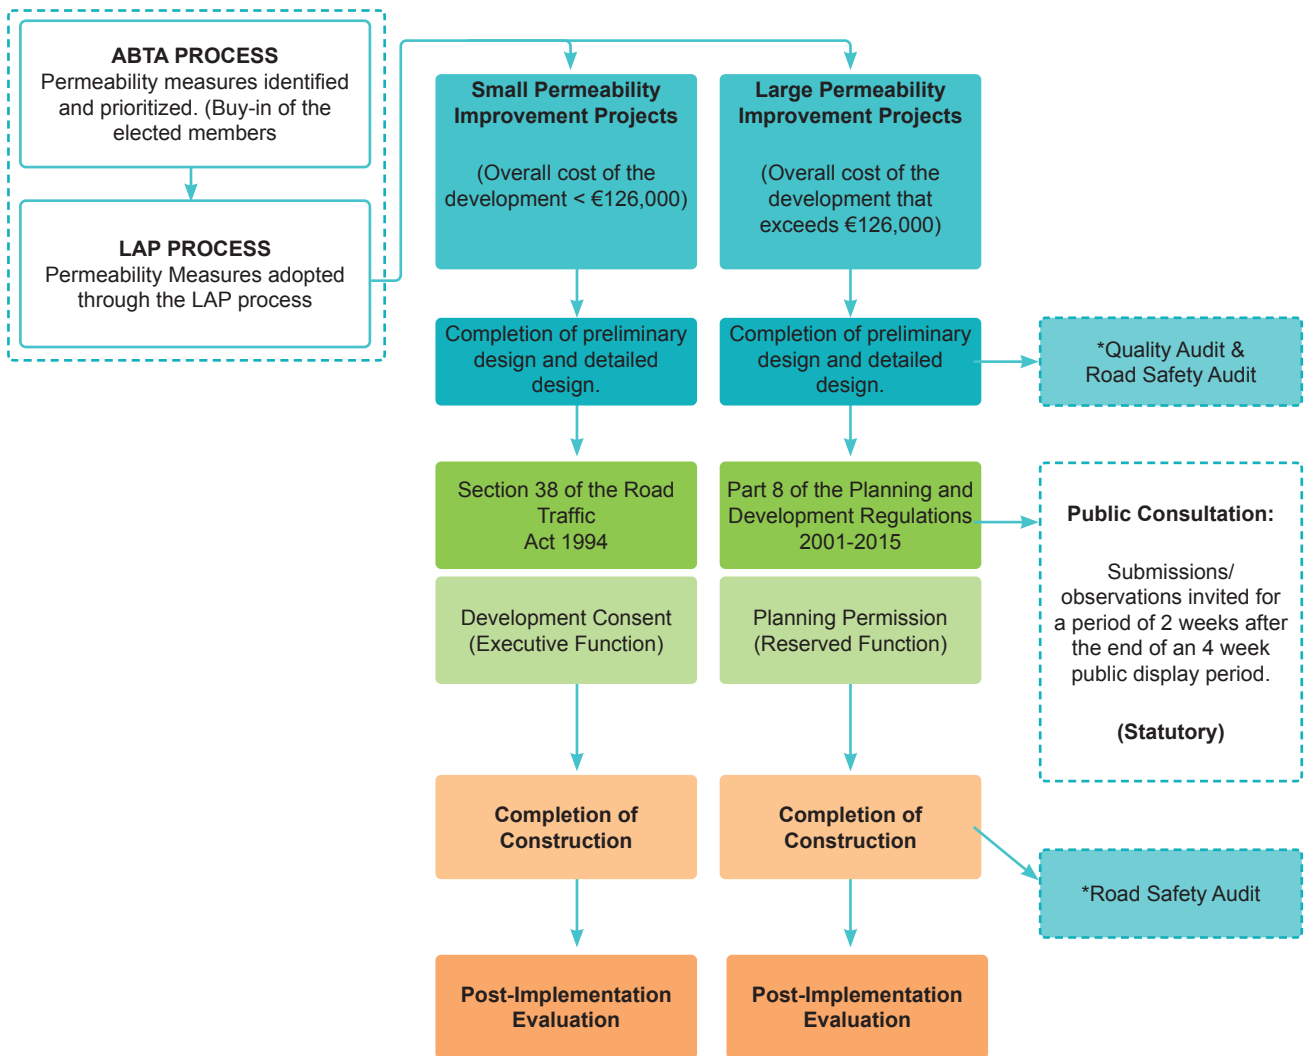 ABTA PROCESS
Permeability measures identified
and prioritized. (Buy-in of the
elected members
LAP PROCESS
Permeability Measures adopted
through the LAP process
Small Permeability
Improvement Projects
(Overall cost of the
development < €126,000)
Large Permeability
Improvement Projects
(Overall cost of the
development that
exceeds €126,000)
Completion of preliminary
design and detailed
design.
Completion of preliminary
design and detailed
design.
*Quality Audit &
Road Safety Audit
Section 38 of the Road
Traffic
Act 1994
Part 8 of the Planning and
Development Regulations
2001-2015
Public Consultation:
Submissions/
observations invited for
a period of 2 weeks after
the end of an 4 week
public display period.
(Statutory)
Development Consent
(Executive Function)
Planning Permission
(Reserved Function)
Completion of
Construction
Completion of
Construction
*Road Safety Audit
Post-Implementation
Evaluation
Post-Implementation
Evaluation